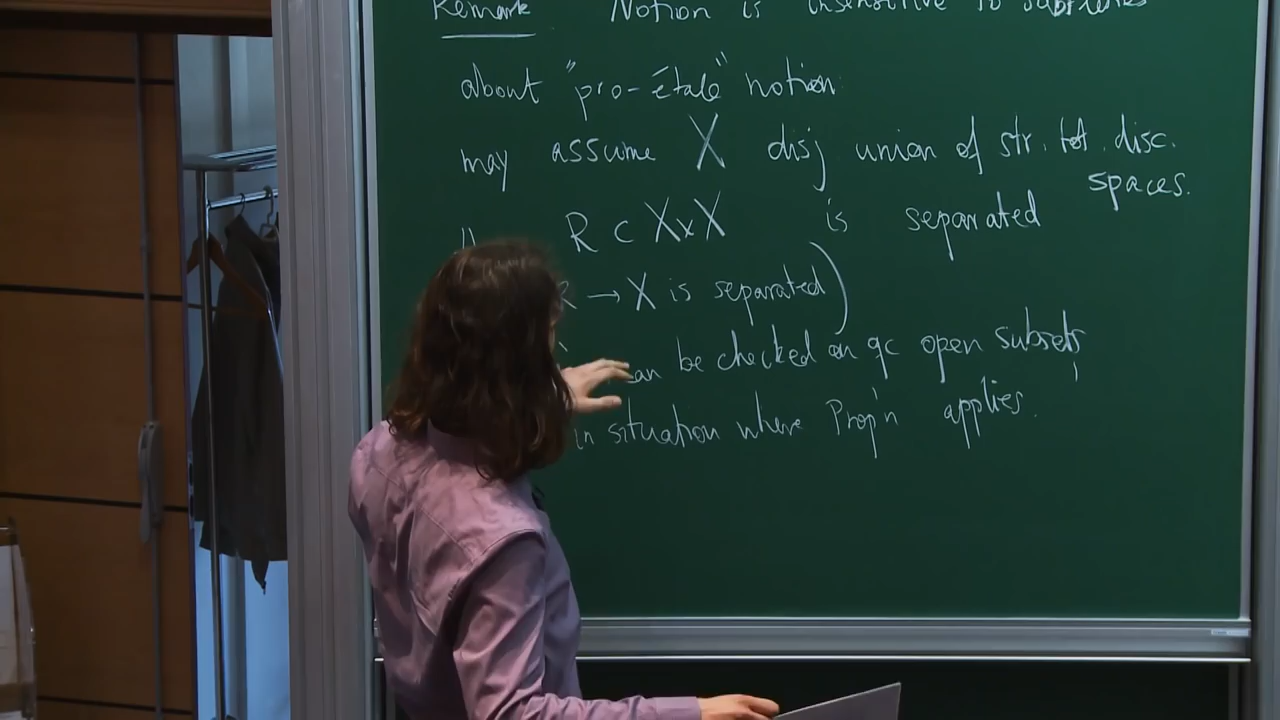 Remark Notion is insensitive to subtleties
about "pro-étale" notion.
may assume X disj union of str. tot. disc.
spaces.
R ⊂ X×X is separated
R → X is separated)
can be checked on qc open subsets,
in situation where Prop'n applies.